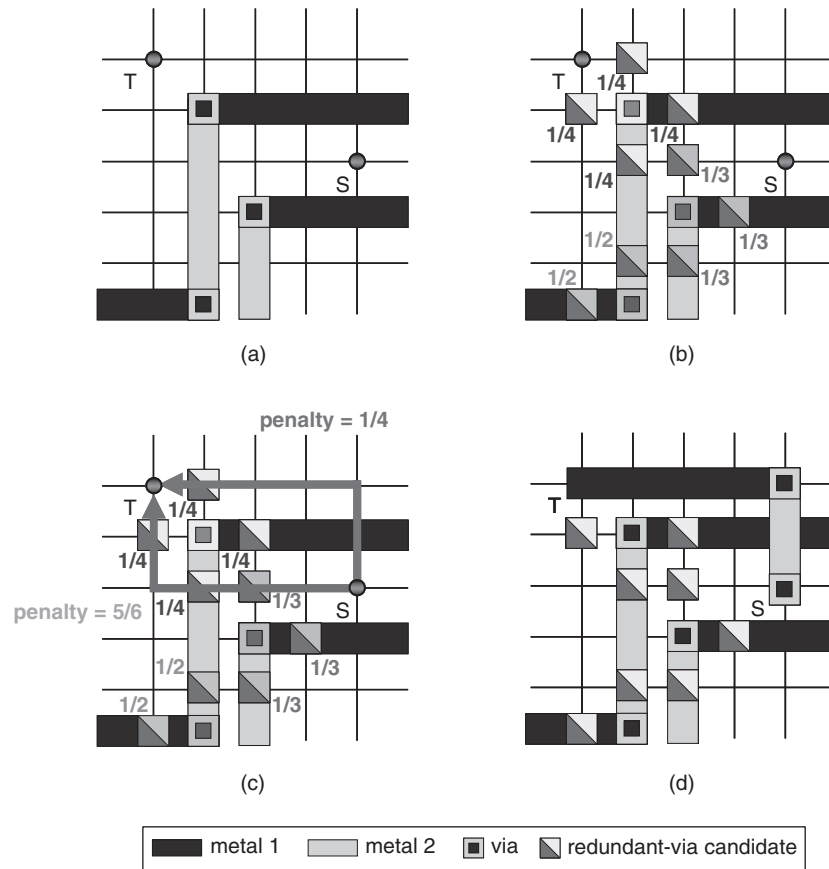 T
S
(a)
T
1/4
1/4
1/4
1/4
1/3
S
1/2
1/3
1/2
1/3
(b)
penalty = 1/4
T
1/4
1/4
1/4
1/4
1/3
S
penalty = 5/6
1/2
1/3
1/2
1/3
(c)
T
S
(d)
metal 1 metal 2 via redundant-via candidate